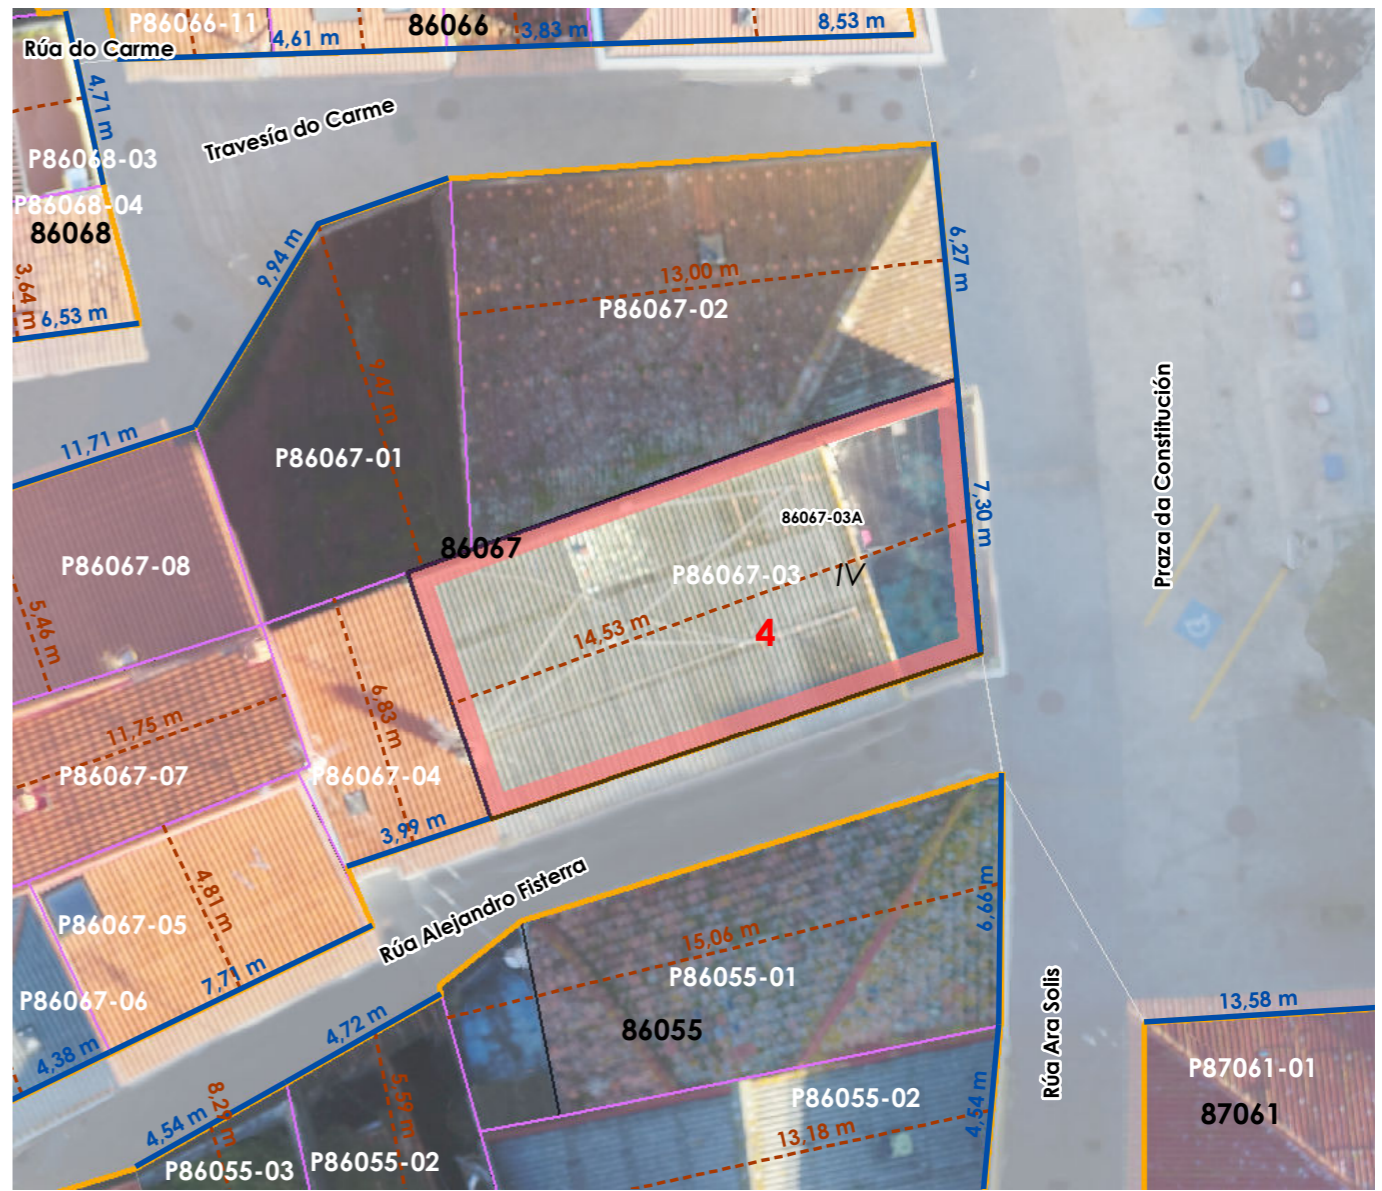 P86066-11
86066
8,53 m
4,61 m
3,83 m
Rúa do Carme
4,71 m
Travesía do Carme
P86068-03
P86068-04
86068
3,64 m
6,53 m
9,94 m
6,27 m
13,00 m
P86067-02
9,47 m
11,71 m
P86067-01
Praza da Constitución
7,30 m
86067-03A
86067
P86067-08
P86067-03
IV
5,46 m
14,53 m
4
6,83 m
11,75 m
P86067-07
P86067-04
3,99 m
4,81 m
Rúa Alejandro Fisterra
6,66 m
P86067-05
15,06 m
P86055-01
7,71 m
P86067-06
Rúa Ara Solis
13,58 m
4,72 m
86055
4,38 m
P87061-01
8,29 m
5,59 m
P86055-02
4,54 m
87061
4,54 m
13,18 m
P86055-03
P86055-02